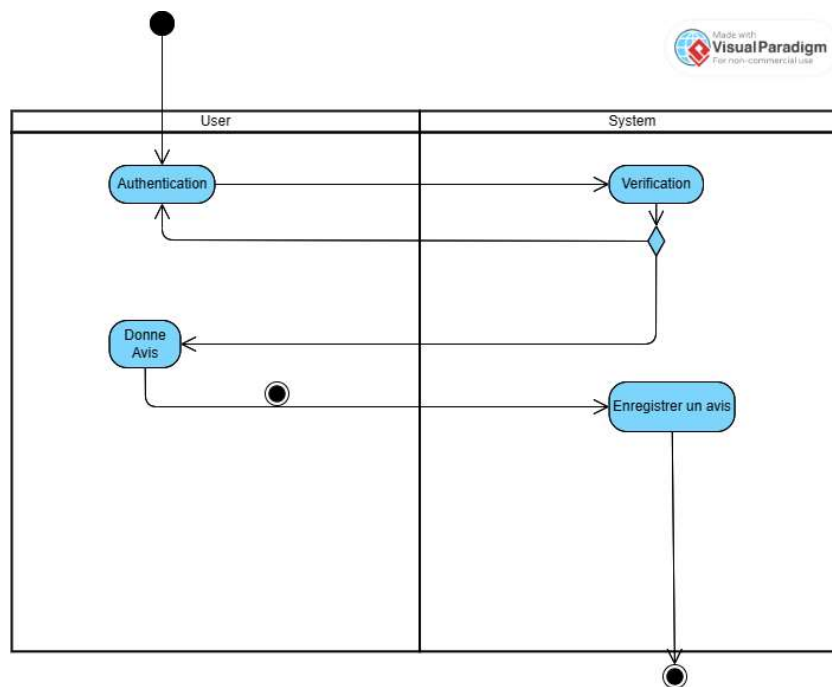 Made with
Visual Paradigm
For non-commercial use
User
System
Authentication
Verification
Donne
Avis
Enregistrer un avis